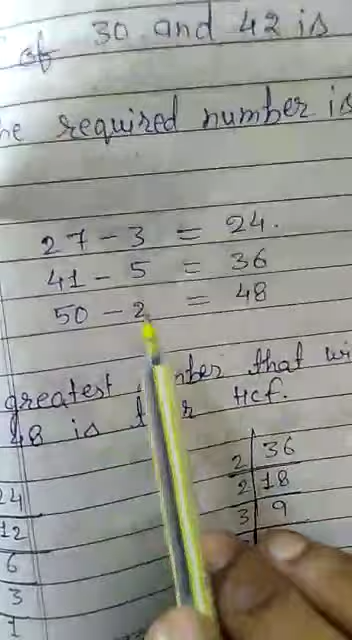 of 30 and 42 is
he required number is
27 - 3 = 24.
41 - 5 = 36
50 - 2 = 48
greatest that
48 is Hcf.
2 36
24 2 18
12 3 9
6
3
1